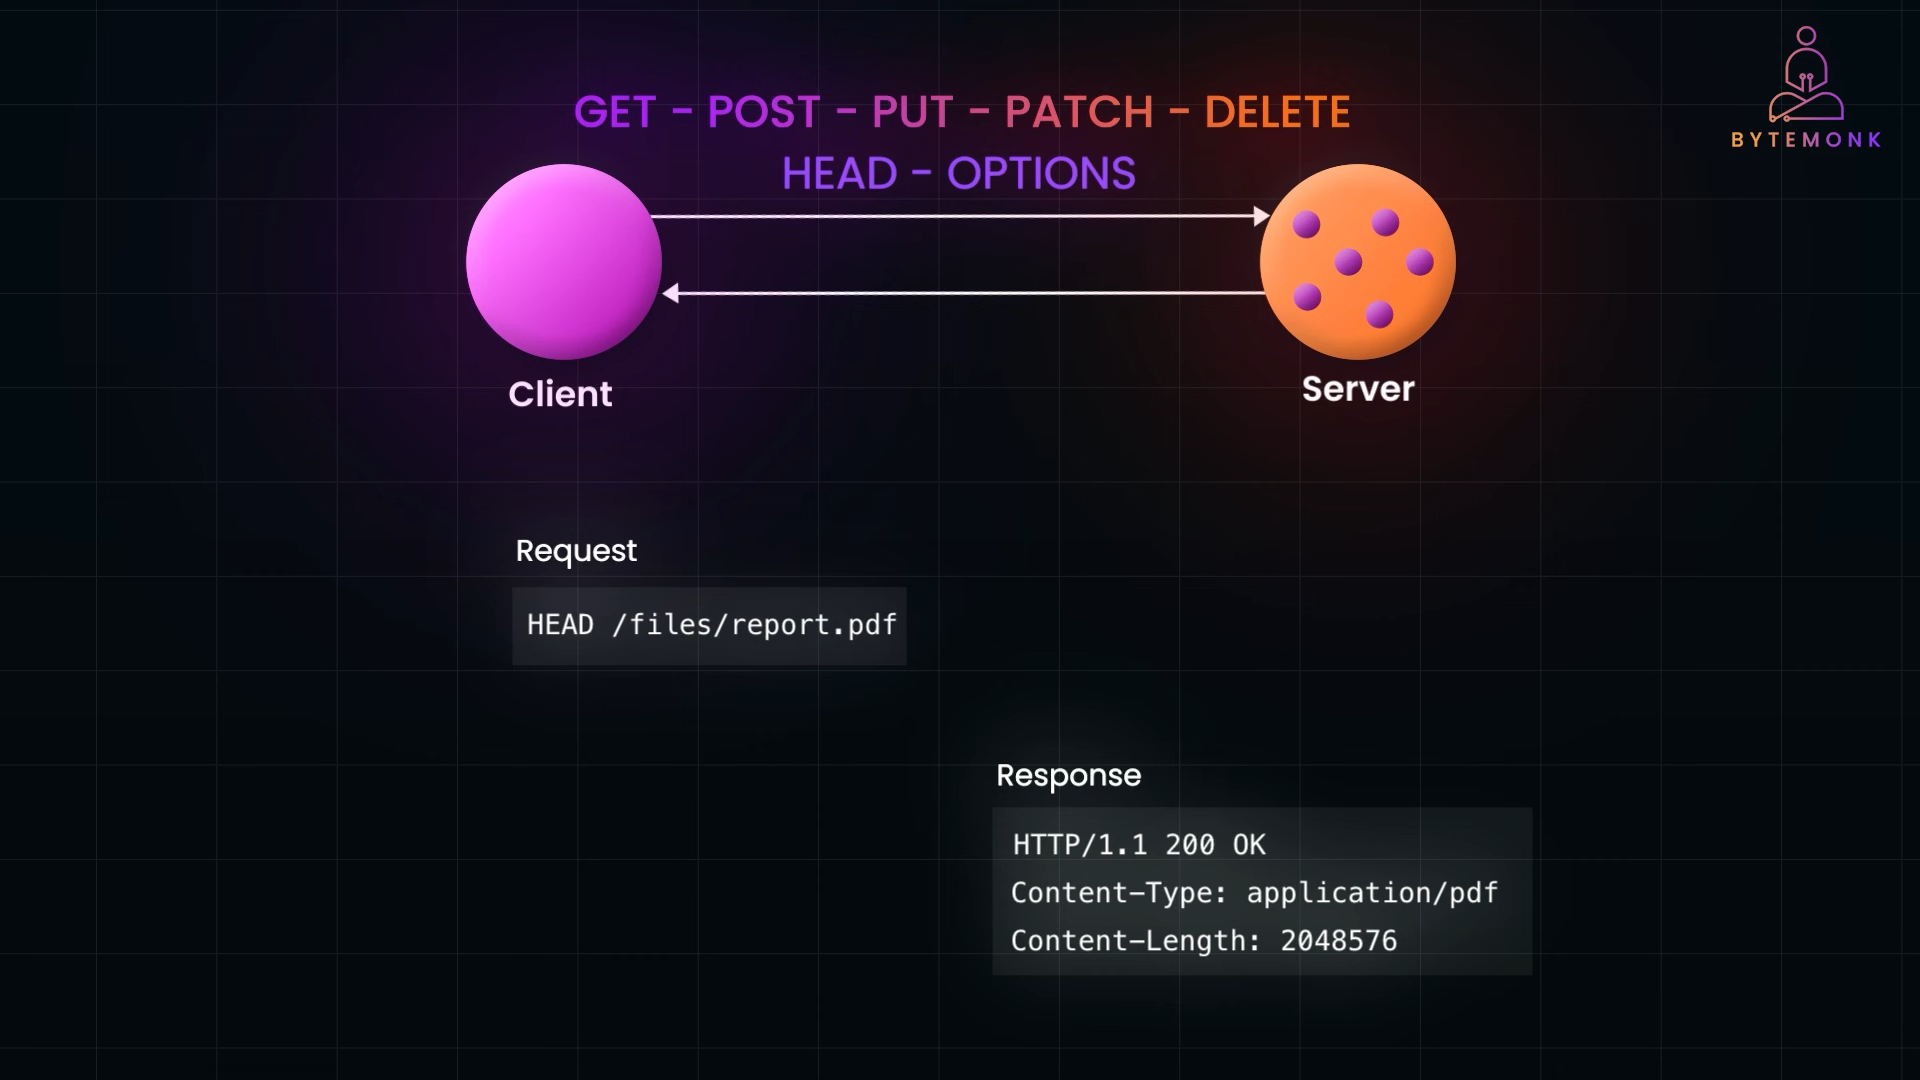 GET - POST - PUT - PATCH - DELETE
HEAD - OPTIONS
BYTEMONK
Client
Server
Request
HEAD /files/report.pdf
Response
HTTP/1.1 200 OK
Content-Type: application/pdf
Content-Length: 2048576